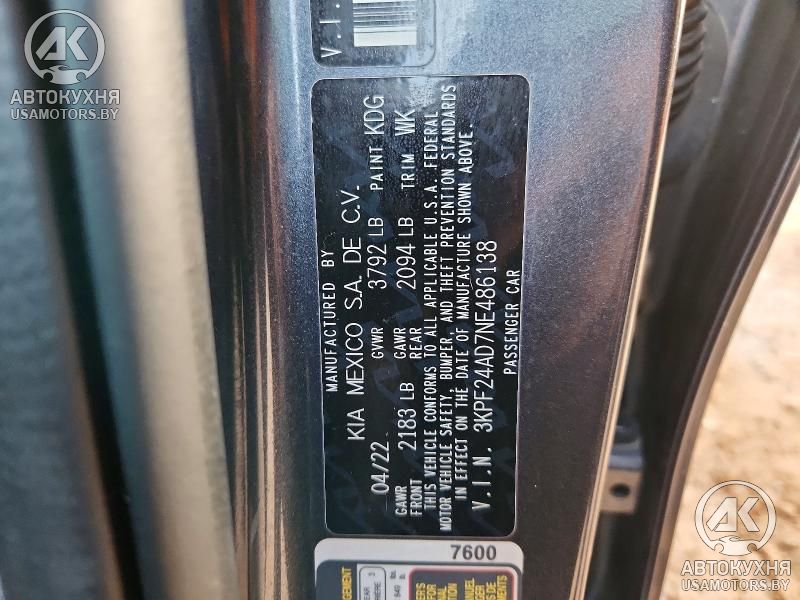 V.I.
MANUFACTURED BY
KIA MEXICO S.A. DE C.V.
04/22 GVWR 3792 LB PAINT KDG
GAWR FRONT 2183 LB GAWR REAR 2094 LB TRIM WK
THIS VEHICLE CONFORMS TO ALL APPLICABLE U.S.A. FEDERAL
MOTOR VEHICLE SAFETY, BUMPER, AND THEFT PREVENTION STANDARDS
IN EFFECT ON THE DATE OF MANUFACTURE SHOWN ABOVE.
V.I.N. 3KPF24AD7NE486138
PASSENGER CAR
7600
AK
АВТОКУХНЯ
USAMOTORS.BY
AK
АВТОКУХНЯ
USAMOTORS.BY